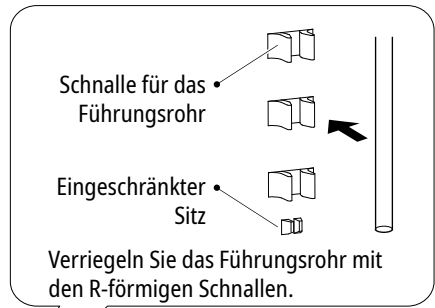 Schnalle für das
Führungsrohr
Eingeschränkter
Sitz
Verriegeln Sie das Führungsrohr mit
den R-förmigen Schnallen.